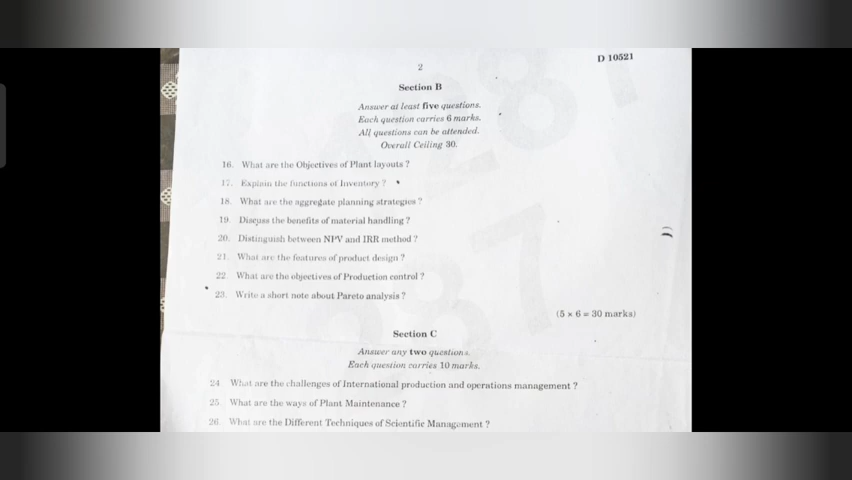 D 10521
2
Section B
Answer at least five questions.
Each question carries 6 marks.
All questions can be attended.
Overall Ceiling 30.
16. What are the Objectives of Plant layouts ?
17. Explain the functions of Inventory ?
18. What are the aggregate planning strategies ?
19. Discuss the benefits of material handling ?
20. Distinguish between NPV and IRR method ?
21. What are the features of product design ?
22. What are the objectives of Production control ?
23. Write a short note about Pareto analysis ?
(5 × 6 = 30 marks)
Section C
Answer any two questions.
Each question carries 10 marks.
24. What are the challenges of International production and operations management ?
25. What are the ways of Plant Maintenance ?
26. What are the Different Techniques of Scientific Management ?